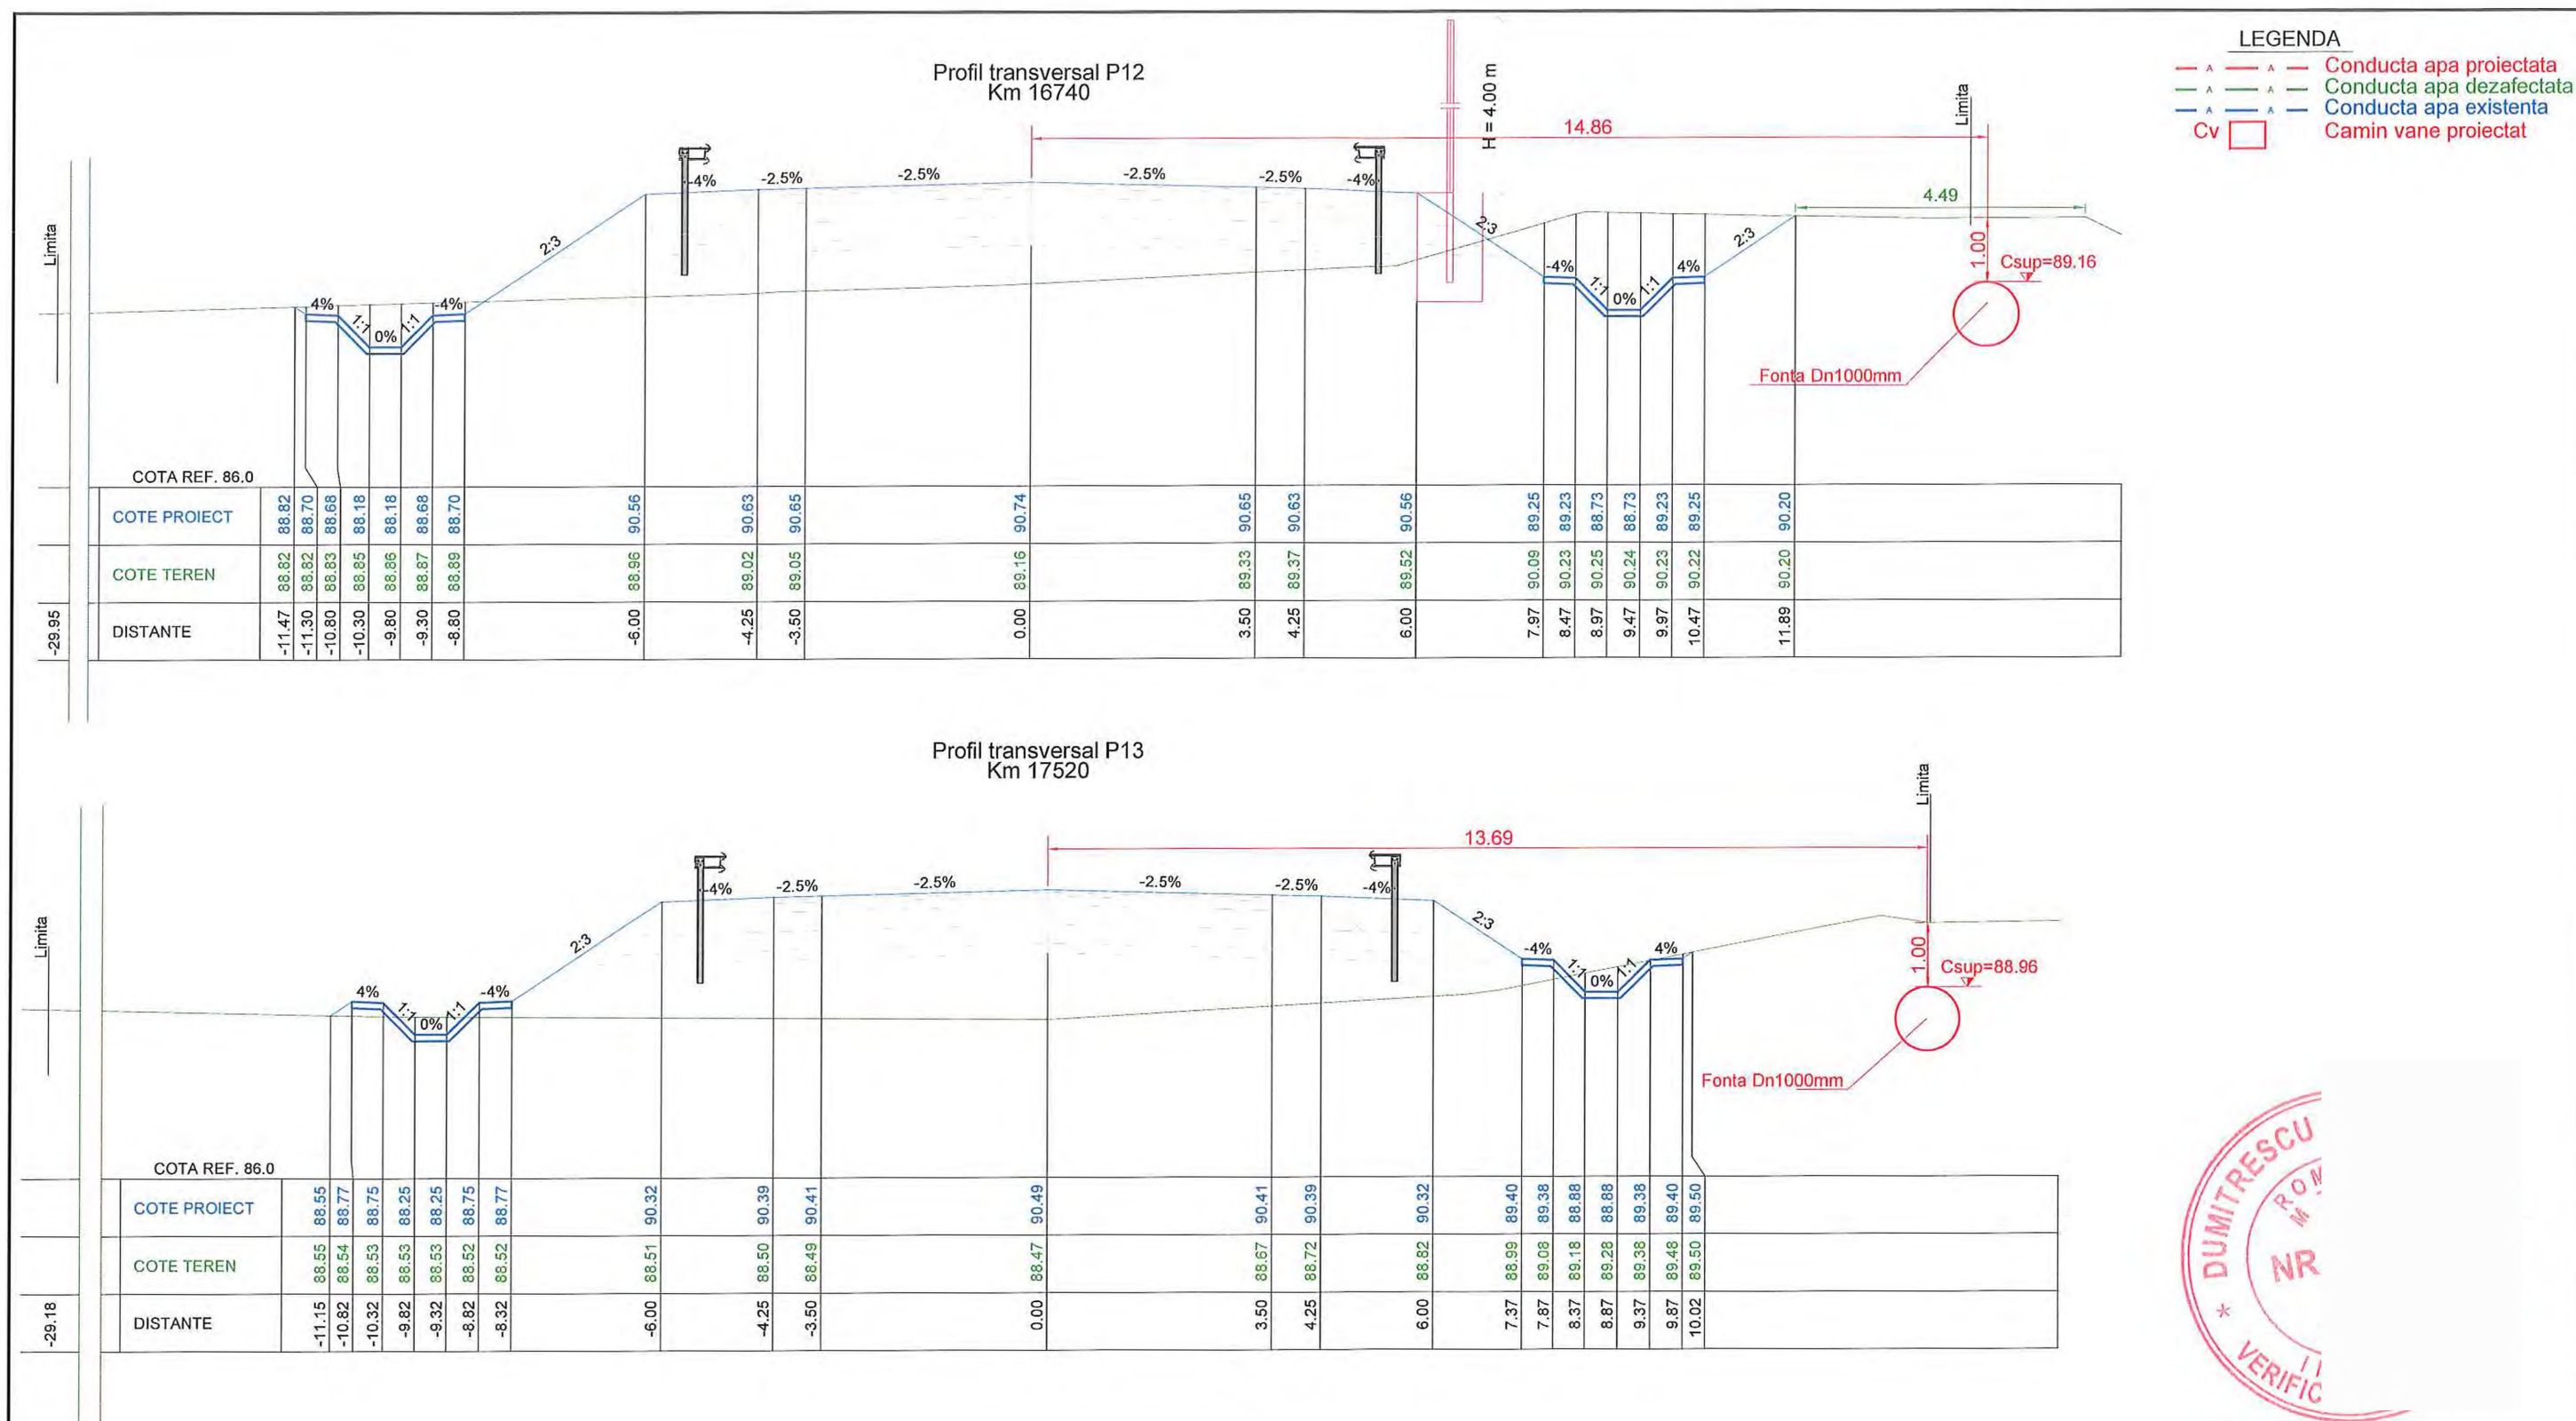 LEGENDA
A A Conducta apa proiectata
A A Conducta apa dezafectata
A A Conducta apa existenta
Cv Camin vane proiectat
Profil transversal P12
Km 16740
H = 4.00 m
Limita
14.86
Limita
-4% -2.5% -2.5% -2.5% -2.5% -4%
4.49
2:3 2:3 2:3
4% 1:1 0% 1:1 -4%
-4% 1:1 0% 1:1 4%
1.00
Csup=89.16
Fonta Dn1000mm
COTA REF. 86.0
COTE PROIECT 88.82 88.70 88.68 88.18 88.18 88.68 88.70 90.56 90.63 90.65 90.74 90.65 90.63 90.56 89.25 89.23 88.73 88.73 89.23 89.25 90.20
COTE TEREN 88.82 88.82 88.83 88.85 88.86 88.87 88.89 88.96 89.02 89.05 89.16 89.33 89.37 89.52 90.09 90.23 90.25 90.24 90.23 90.22 90.20
-29.95 DISTANTE -11.47 -11.30 -10.80 -10.30 -9.80 -9.30 -8.80 -6.00 -4.25 -3.50 0.00 3.50 4.25 6.00 7.97 8.47 8.97 9.47 9.97 10.47 11.89
Profil transversal P13
Km 17520
Limita
13.69
Limita
-4% -2.5% -2.5% -2.5% -2.5% -4%
2:3 2:3
4% 1:1 0% 1:1 -4%
-4% 1:1 0% 1:1 4%
1.00
Csup=88.96
Fonta Dn1000mm
COTA REF. 86.0
COTE PROIECT 88.55 88.77 88.75 88.25 88.25 88.75 88.77 90.32 90.39 90.41 90.49 90.41 90.39 90.32 89.40 89.38 88.88 88.88 89.38 89.40 89.50
COTE TEREN 88.55 88.54 88.53 88.53 88.53 88.52 88.52 88.51 88.50 88.49 88.47 88.67 88.72 88.82 88.99 89.08 89.18 89.28 89.38 89.48 89.50
-29.18 DISTANTE -11.15 -10.82 -10.32 -9.82 -9.32 -8.82 -8.32 -6.00 -4.25 -3.50 0.00 3.50 4.25 6.00 7.37 7.87 8.37 8.87 9.37 9.87 10.02
* DUMITRESCU
NR
VERIFIC